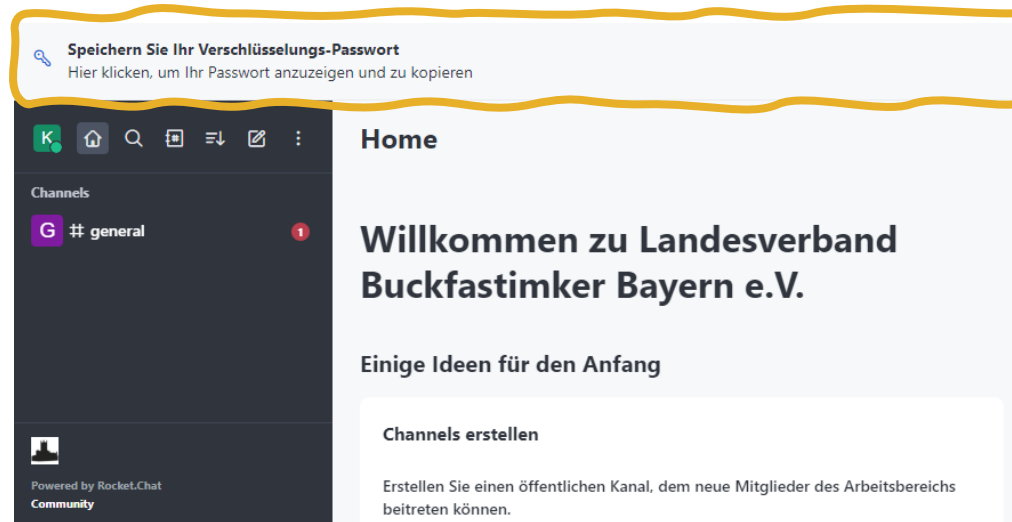 Speichern Sie Ihr Verschlüsselungs-Passwort
Hier klicken, um Ihr Passwort anzuzeigen und zu kopieren
K
Home
Channels
G # general 1
Willkommen zu Landesverband
Buckfastimker Bayern e.V.
Einige Ideen für den Anfang
Channels erstellen
Erstellen Sie einen öffentlichen Kanal, dem neue Mitglieder des Arbeitsbereichs
beitreten können.
Powered by Rocket.Chat
Community